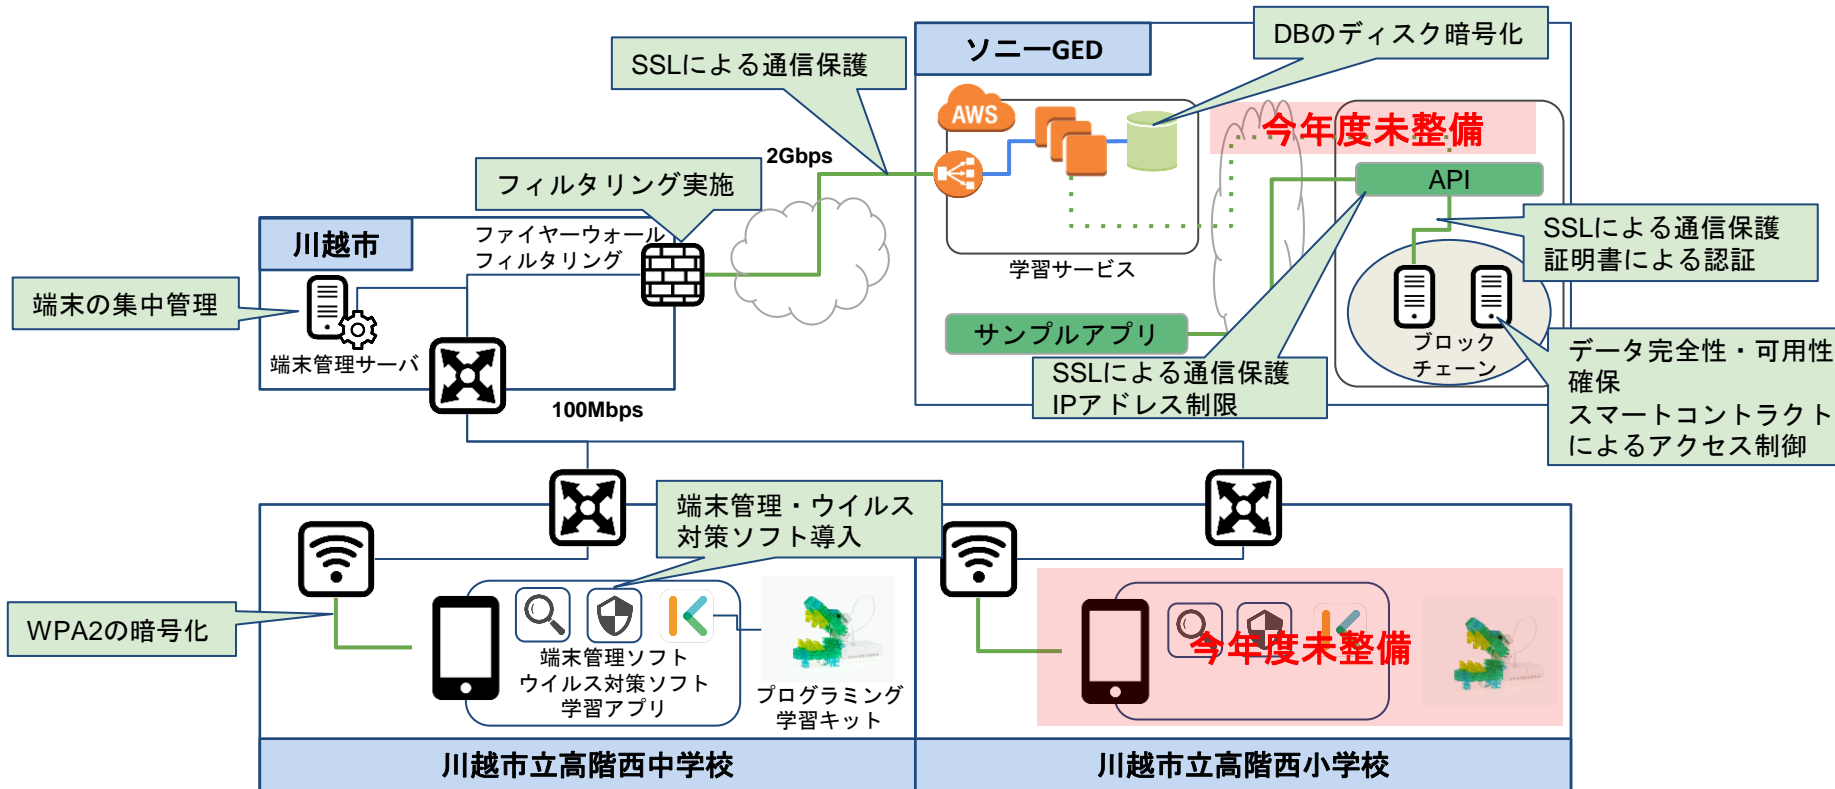 ソニーGED
DBのディスク暗号化
SSLによる通信保護
AWS
今年度未整備
2Gbps
フィルタリング実施
API
川越市
ファイヤーウォール
フィルタリング
学習サービス
SSLによる通信保護
証明書による認証
端末の集中管理
端末管理サーバ
サンプルアプリ
ブロック
チェーン
データ完全性・可用性
確保
スマートコントラクト
によるアクセス制御
SSLによる通信保護
IPアドレス制限
100Mbps
端末管理・ウイルス
対策ソフト導入
WPA2の暗号化
端末管理ソフト
ウイルス対策ソフト
学習アプリ
プログラミング
学習キット
今年度未整備
川越市立高階西中学校
川越市立高階西小学校